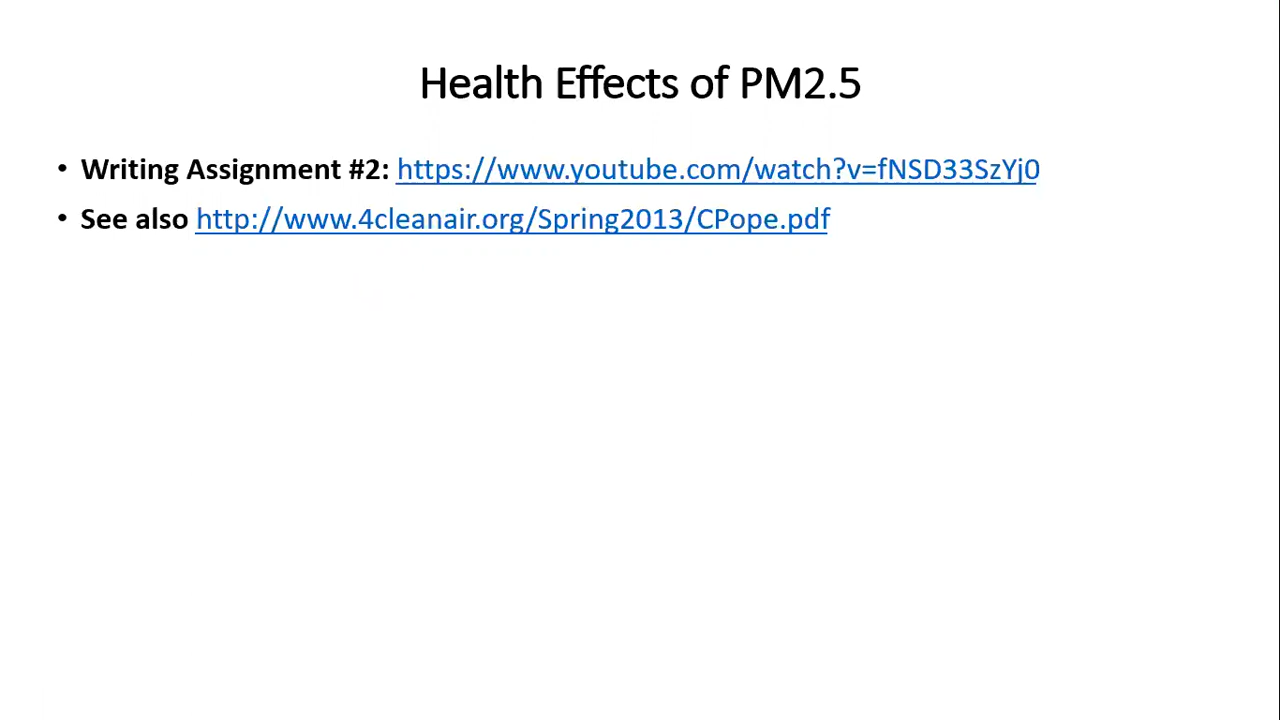 Health Effects of PM2.5
• Writing Assignment #2: https://www.youtube.com/watch?v=fNSD33SzYj0
• See also http://www.4cleanair.org/Spring2013/CPope.pdf